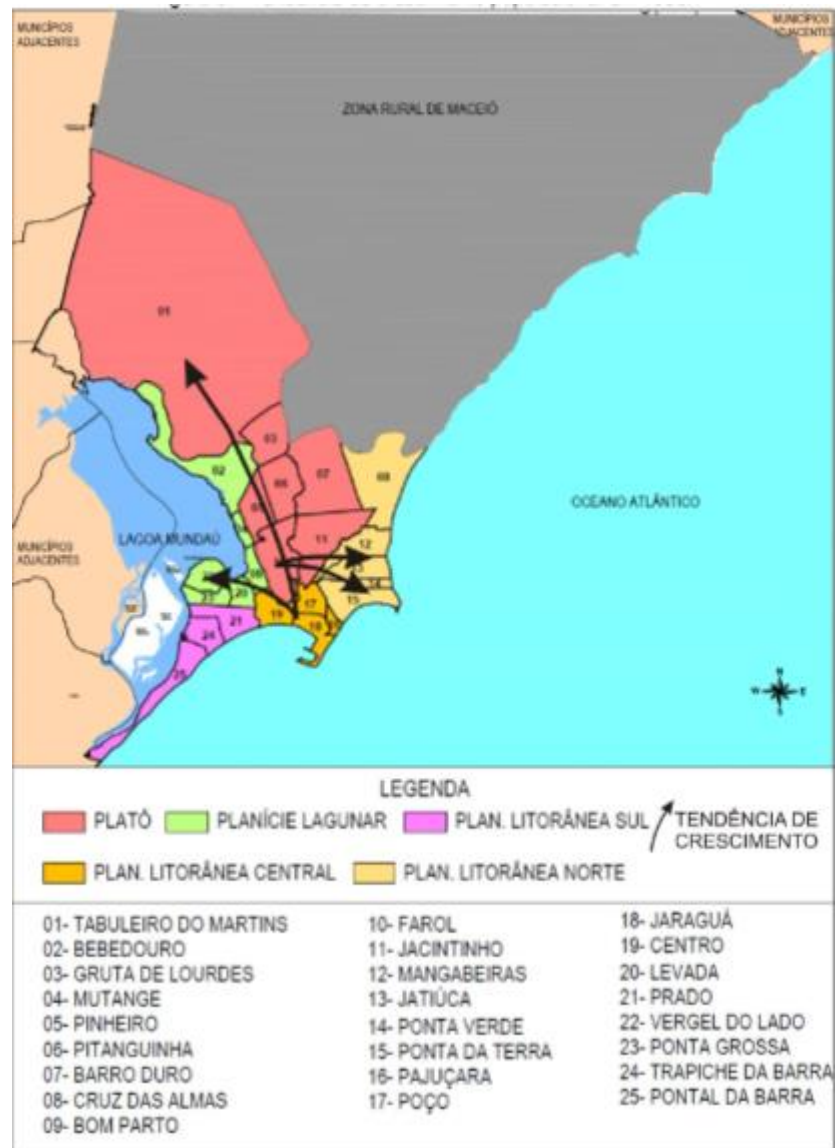 MUNICÍPIOS
ADJACENTES
MUNICÍPIOS
ADJACENTES
ZONA RURAL DE MACEIÓ
01
03
02
06
07
08
OCEANO ATLÂNTICO
LAGOA MUNDAÚ
11
12
MUNICÍPIOS
ADJACENTES
14
15
20
17
19
18
21
24
25
N
W
E
S
LEGENDA
PLATÔ
PLANÍCIE LAGUNAR
PLAN. LITORÂNEA SUL
TENDÊNCIA DE
CRESCIMENTO
PLAN. LITORÂNEA CENTRAL
PLAN. LITORÂNEA NORTE
01- TABULEIRO DO MARTINS
02- BEBEDOURO
03- GRUTA DE LOURDES
04- MUTANGE
05- PINHEIRO
06- PITANGUINHA
07- BARRO DURO
08- CRUZ DAS ALMAS
09- BOM PARTO
10- FAROL
11- JACINTINHO
12- MANGABEIRAS
13- JATIÚCA
14- PONTA VERDE
15- PONTA DA TERRA
16- PAJUÇARA
17- POÇO
18- JARAGUÁ
19- CENTRO
20- LEVADA
21- PRADO
22- VERGEL DO LADO
23- PONTA GROSSA
24- TRAPICHE DA BARRA
25- PONTAL DA BARRA